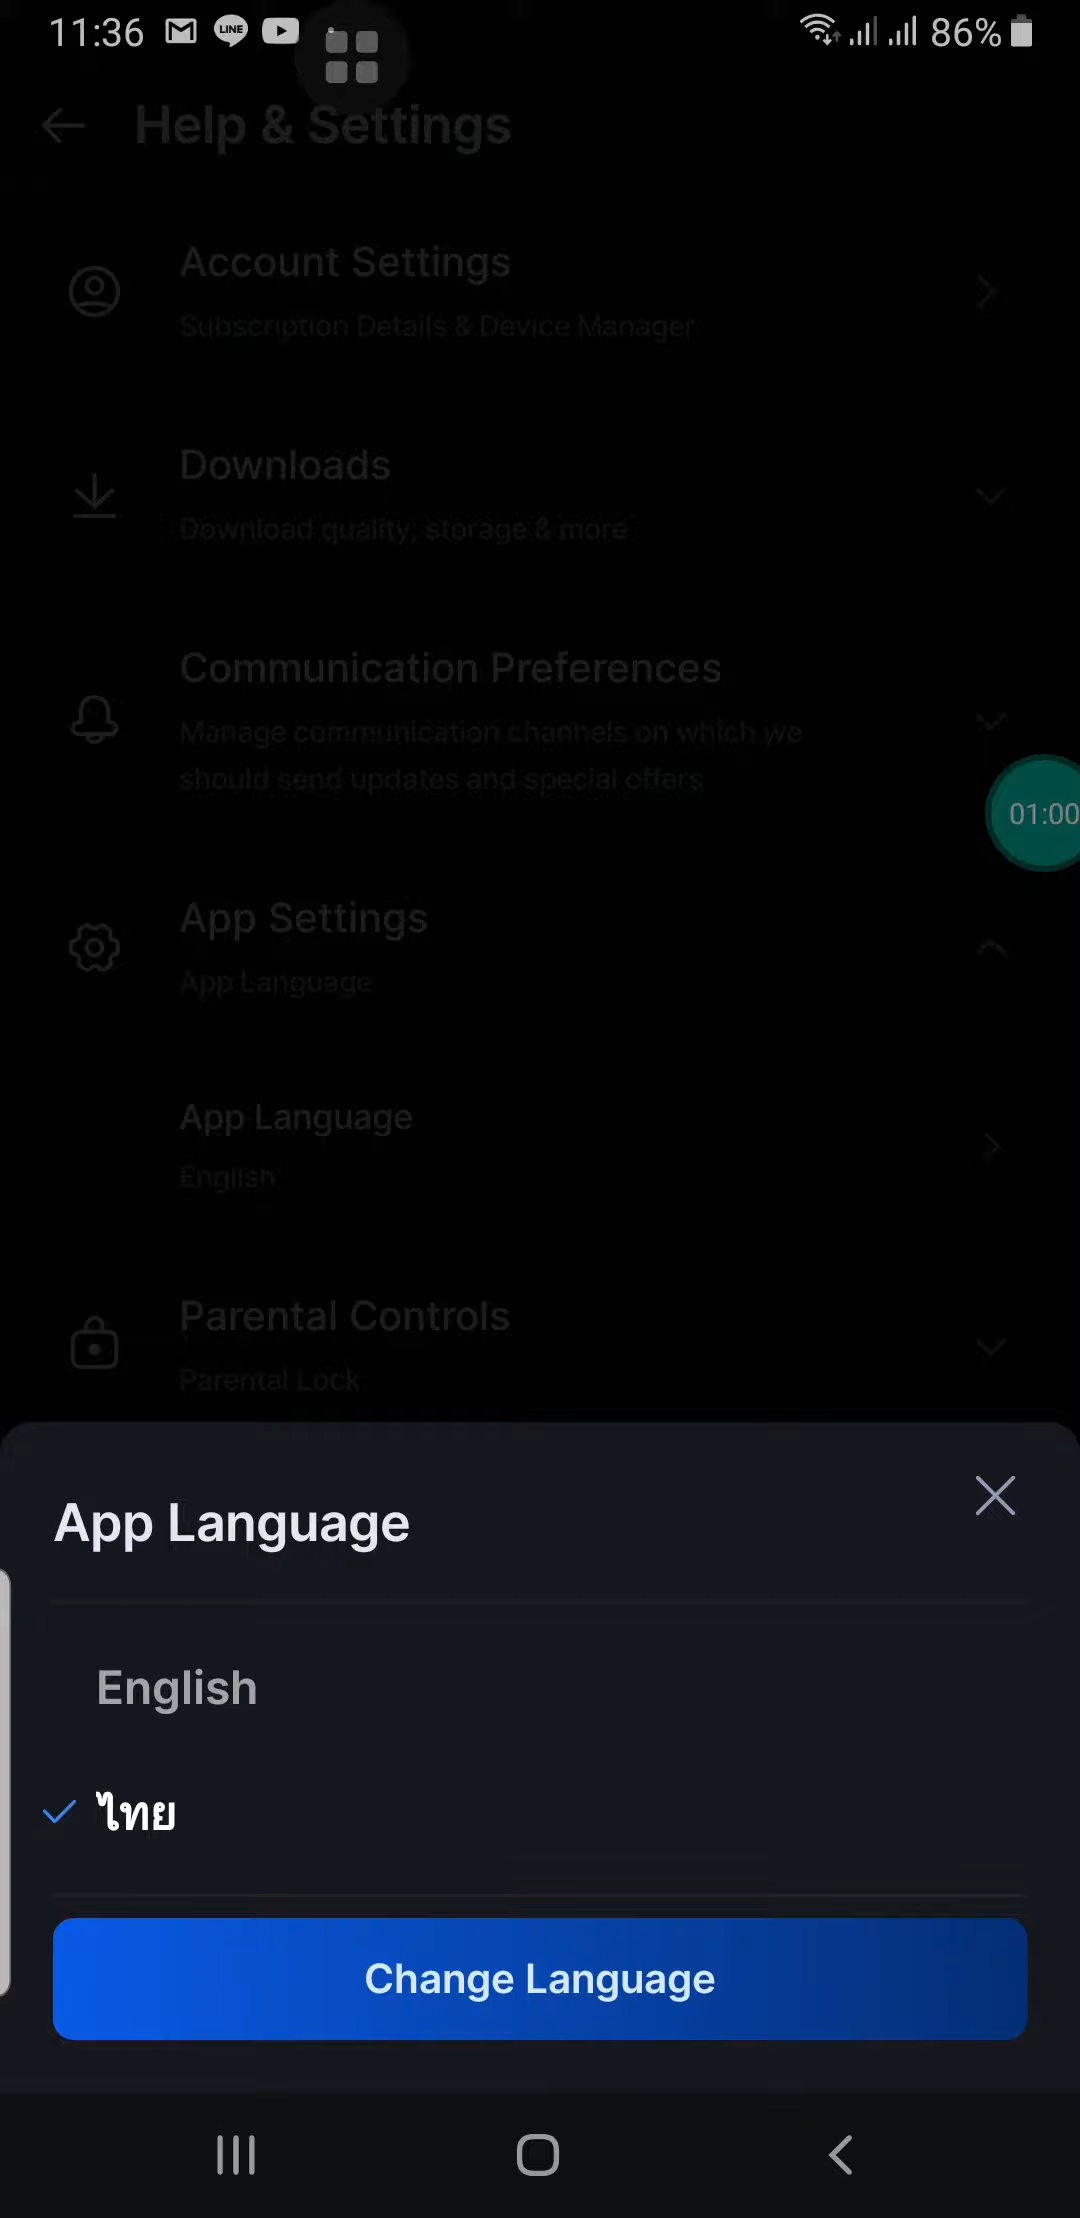 11:36 LINE 86%
Help & Settings
Account Settings
Subscription Details & Device Manager
Downloads
Download quality, storage & more
Communication Preferences
Manage communication channels on which we
should send updates and special offers
01:00
App Settings
App Language
App Language
English
Parental Controls
Parental Lock
App Language
English
ไทย
Change Language